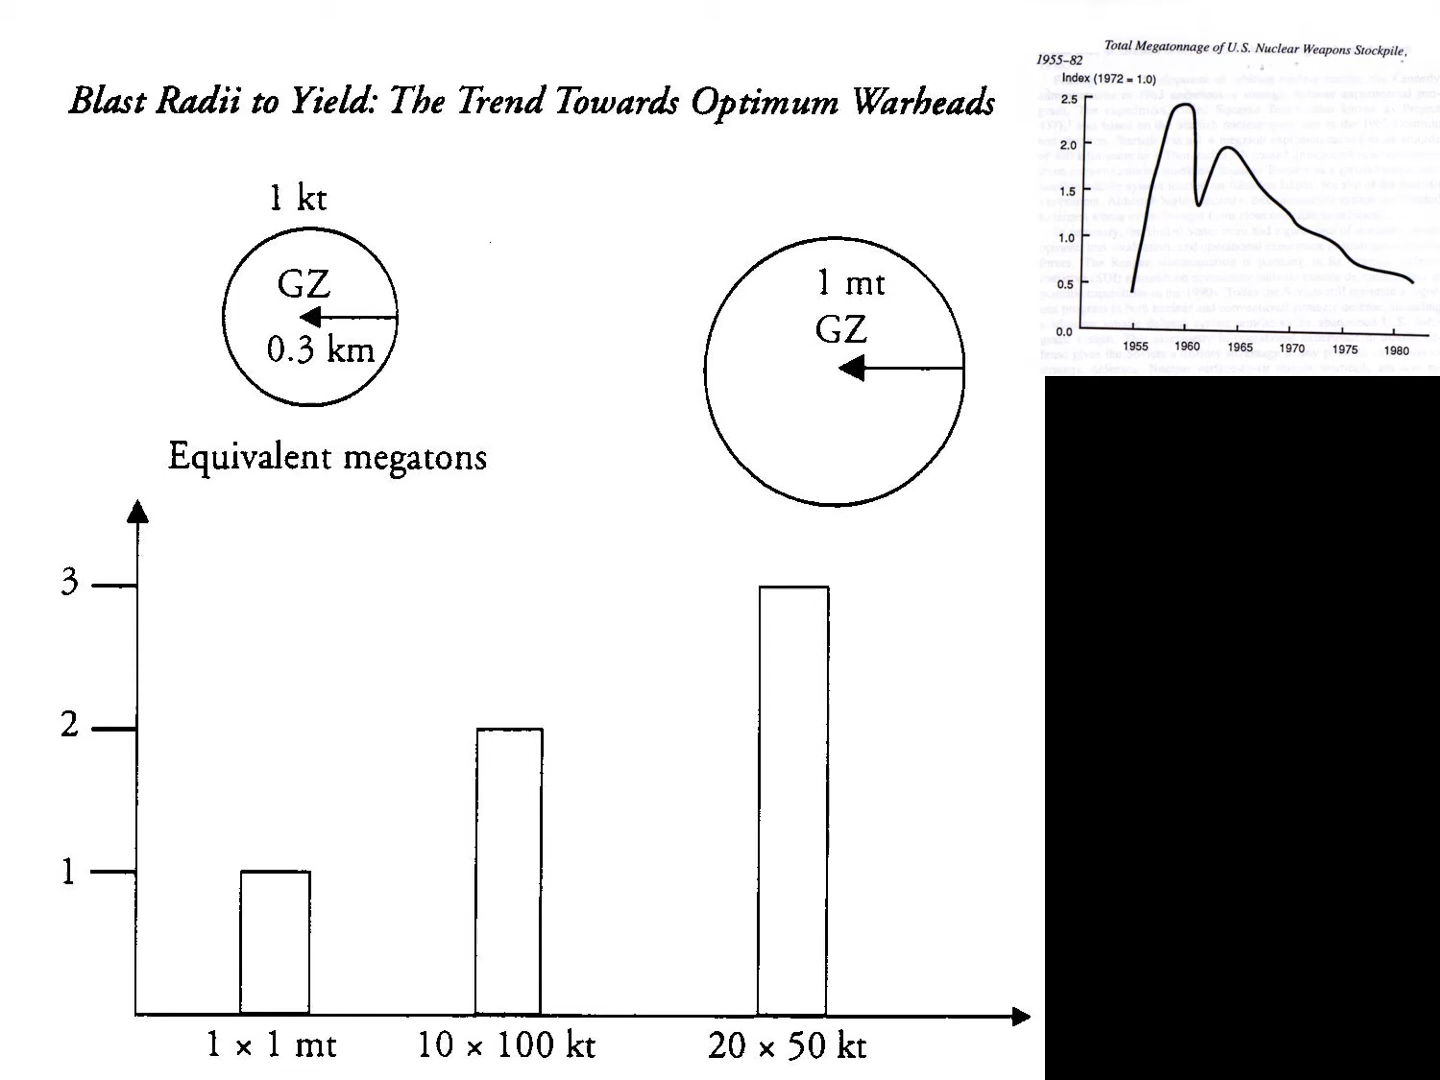 Blast Radii to Yield: The Trend Towards Optimum Warheads
1 kt
GZ
0.3 km
1 mt
GZ
Equivalent megatons
3
2
1
1 × 1 mt
10 × 100 kt
20 × 50 kt
Total Megatonnage of U.S. Nuclear Weapons Stockpile,
1955–82
Index (1972 = 1.0)
2.5
2.0
1.5
1.0
0.5
0.0
1955 1960 1965 1970 1975 1980